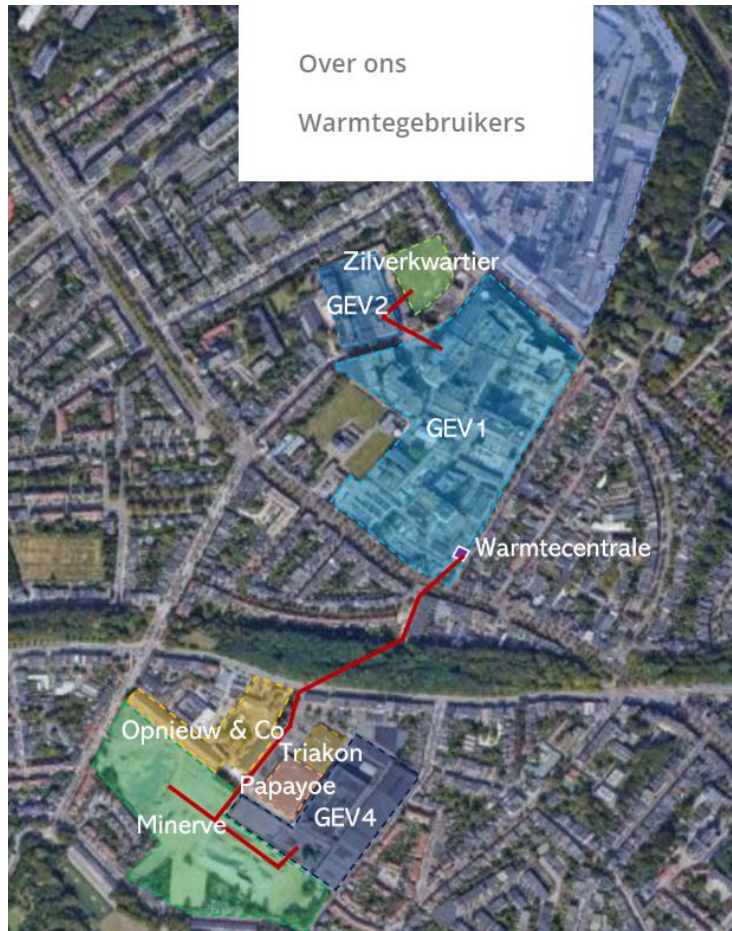 Over ons
Warmtegebruikers
Zilverkwartier
GEV2
GEV1
Warmtecentrale
Opnieuw & Co
Triakon
Papayoe
GEV4
Minerve